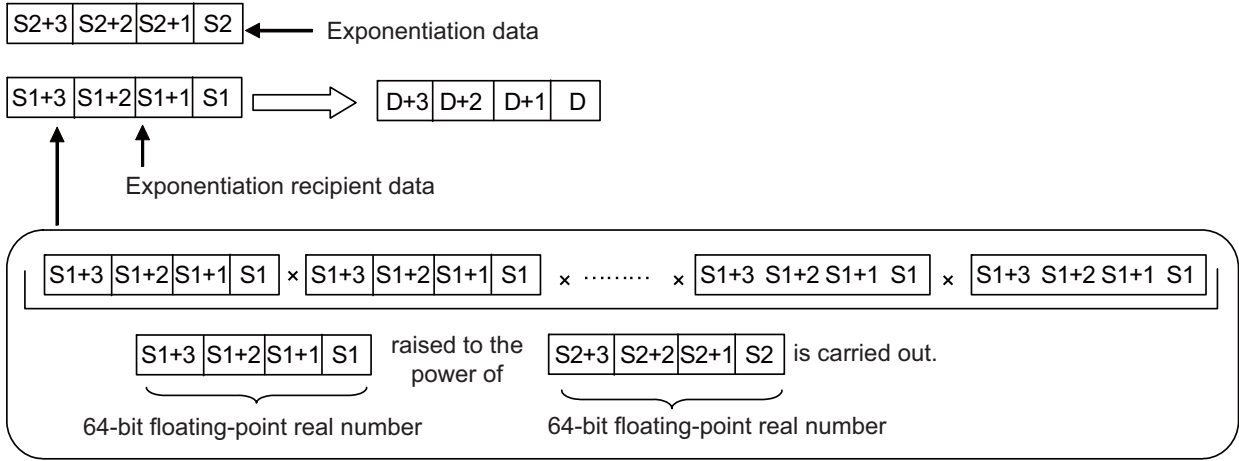 S2+3 S2+2 S2+1 S2 Exponentiation data
S1+3 S1+2 S1+1 S1 D+3 D+2 D+1 D
Exponentiation recipient data
S1+3 S1+2 S1+1 S1 × S1+3 S1+2 S1+1 S1 × ⋯⋯⋯ × S1+3 S1+2 S1+1 S1 × S1+3 S1+2 S1+1 S1
S1+3 S1+2 S1+1 S1 raised to the power of S2+3 S2+2 S2+1 S2 is carried out.
64-bit floating-point real number 64-bit floating-point real number